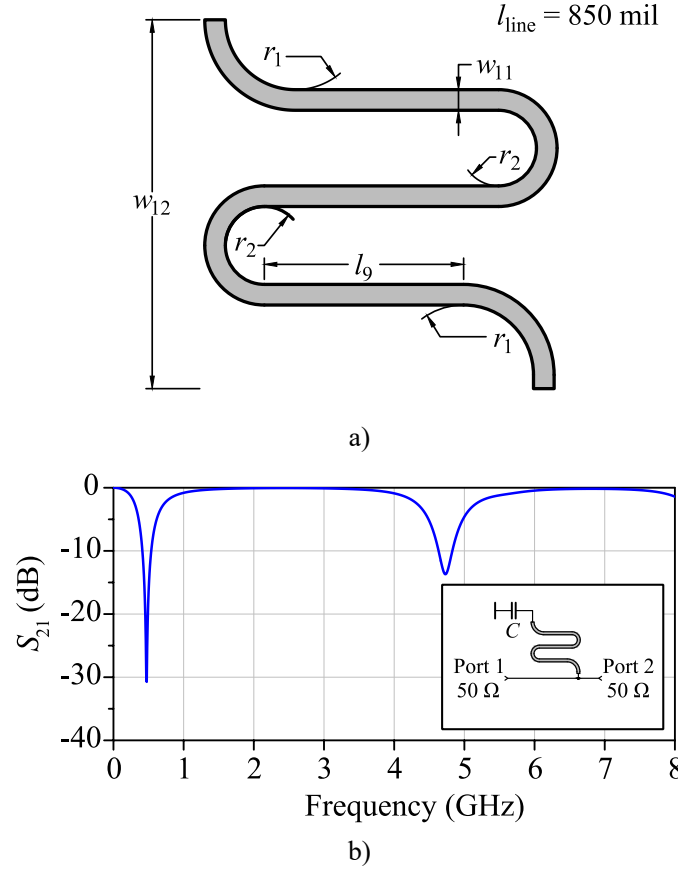 l_line = 850 mil
r_1
w_11
r_2
w_12
r_2
l_9
r_1
a)
0
-10
-20
-30
-40
S_21 (dB)
C
Port 1
50 Ω
Port 2
50 Ω
0 1 2 3 4 5 6 7 8
Frequency (GHz)
b)